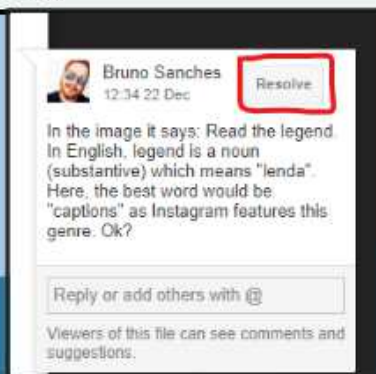 Bruno Sanches
12:34 22 Dec
Resolve
In the image it says: Read the legend.
In English, legend is a noun
(substantive) which means "lenda".
Here, the best word would be
"captions" as Instagram features this
genre. Ok?
Reply or add others with @
Viewers of this file can see comments and
suggestions.